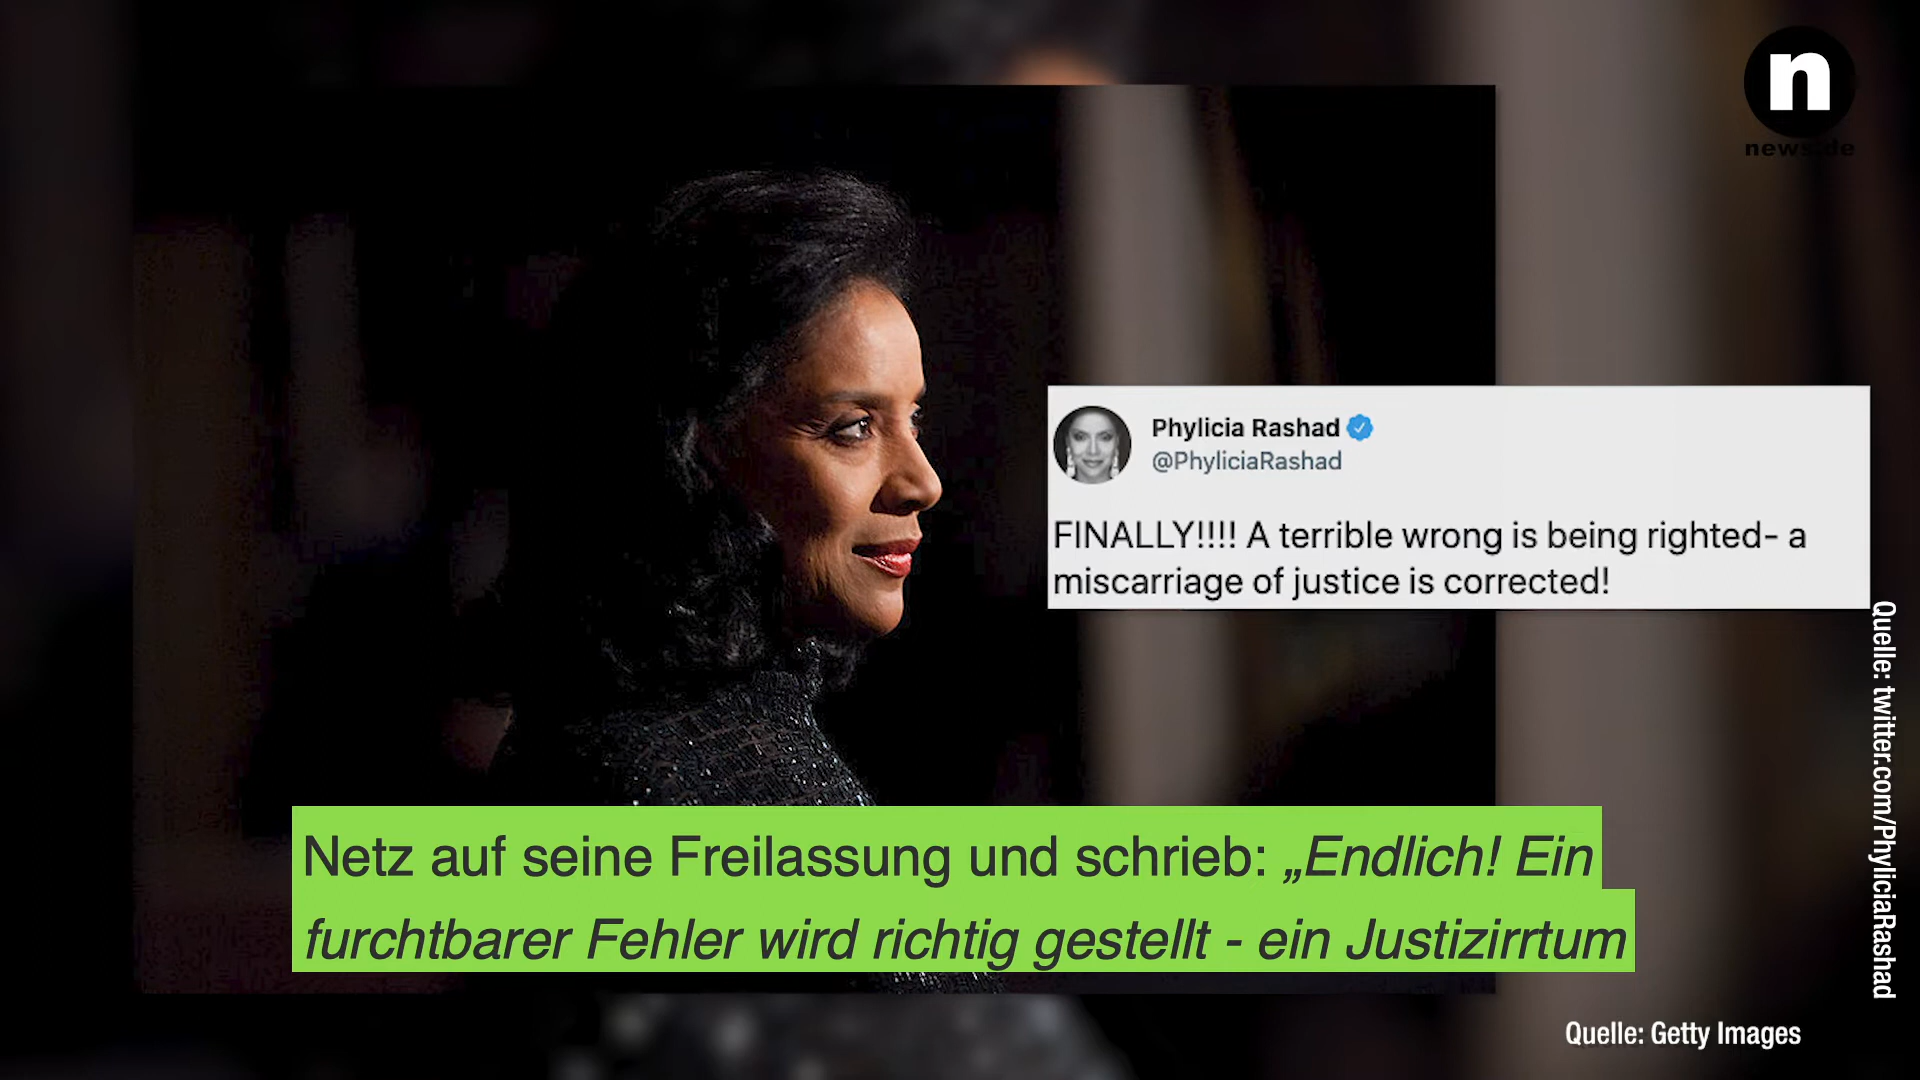 n
news.de
Phylicia Rashad
@PhyliciaRashad
FINALLY!!!! A terrible wrong is being righted- a
miscarriage of justice is corrected!
Netz auf seine Freilassung und schrieb: „Endlich! Ein
furchtbarer Fehler wird richtig gestellt - ein Justizirrtum
Quelle: twitter.com/PhyliciaRashad
Quelle: Getty Images